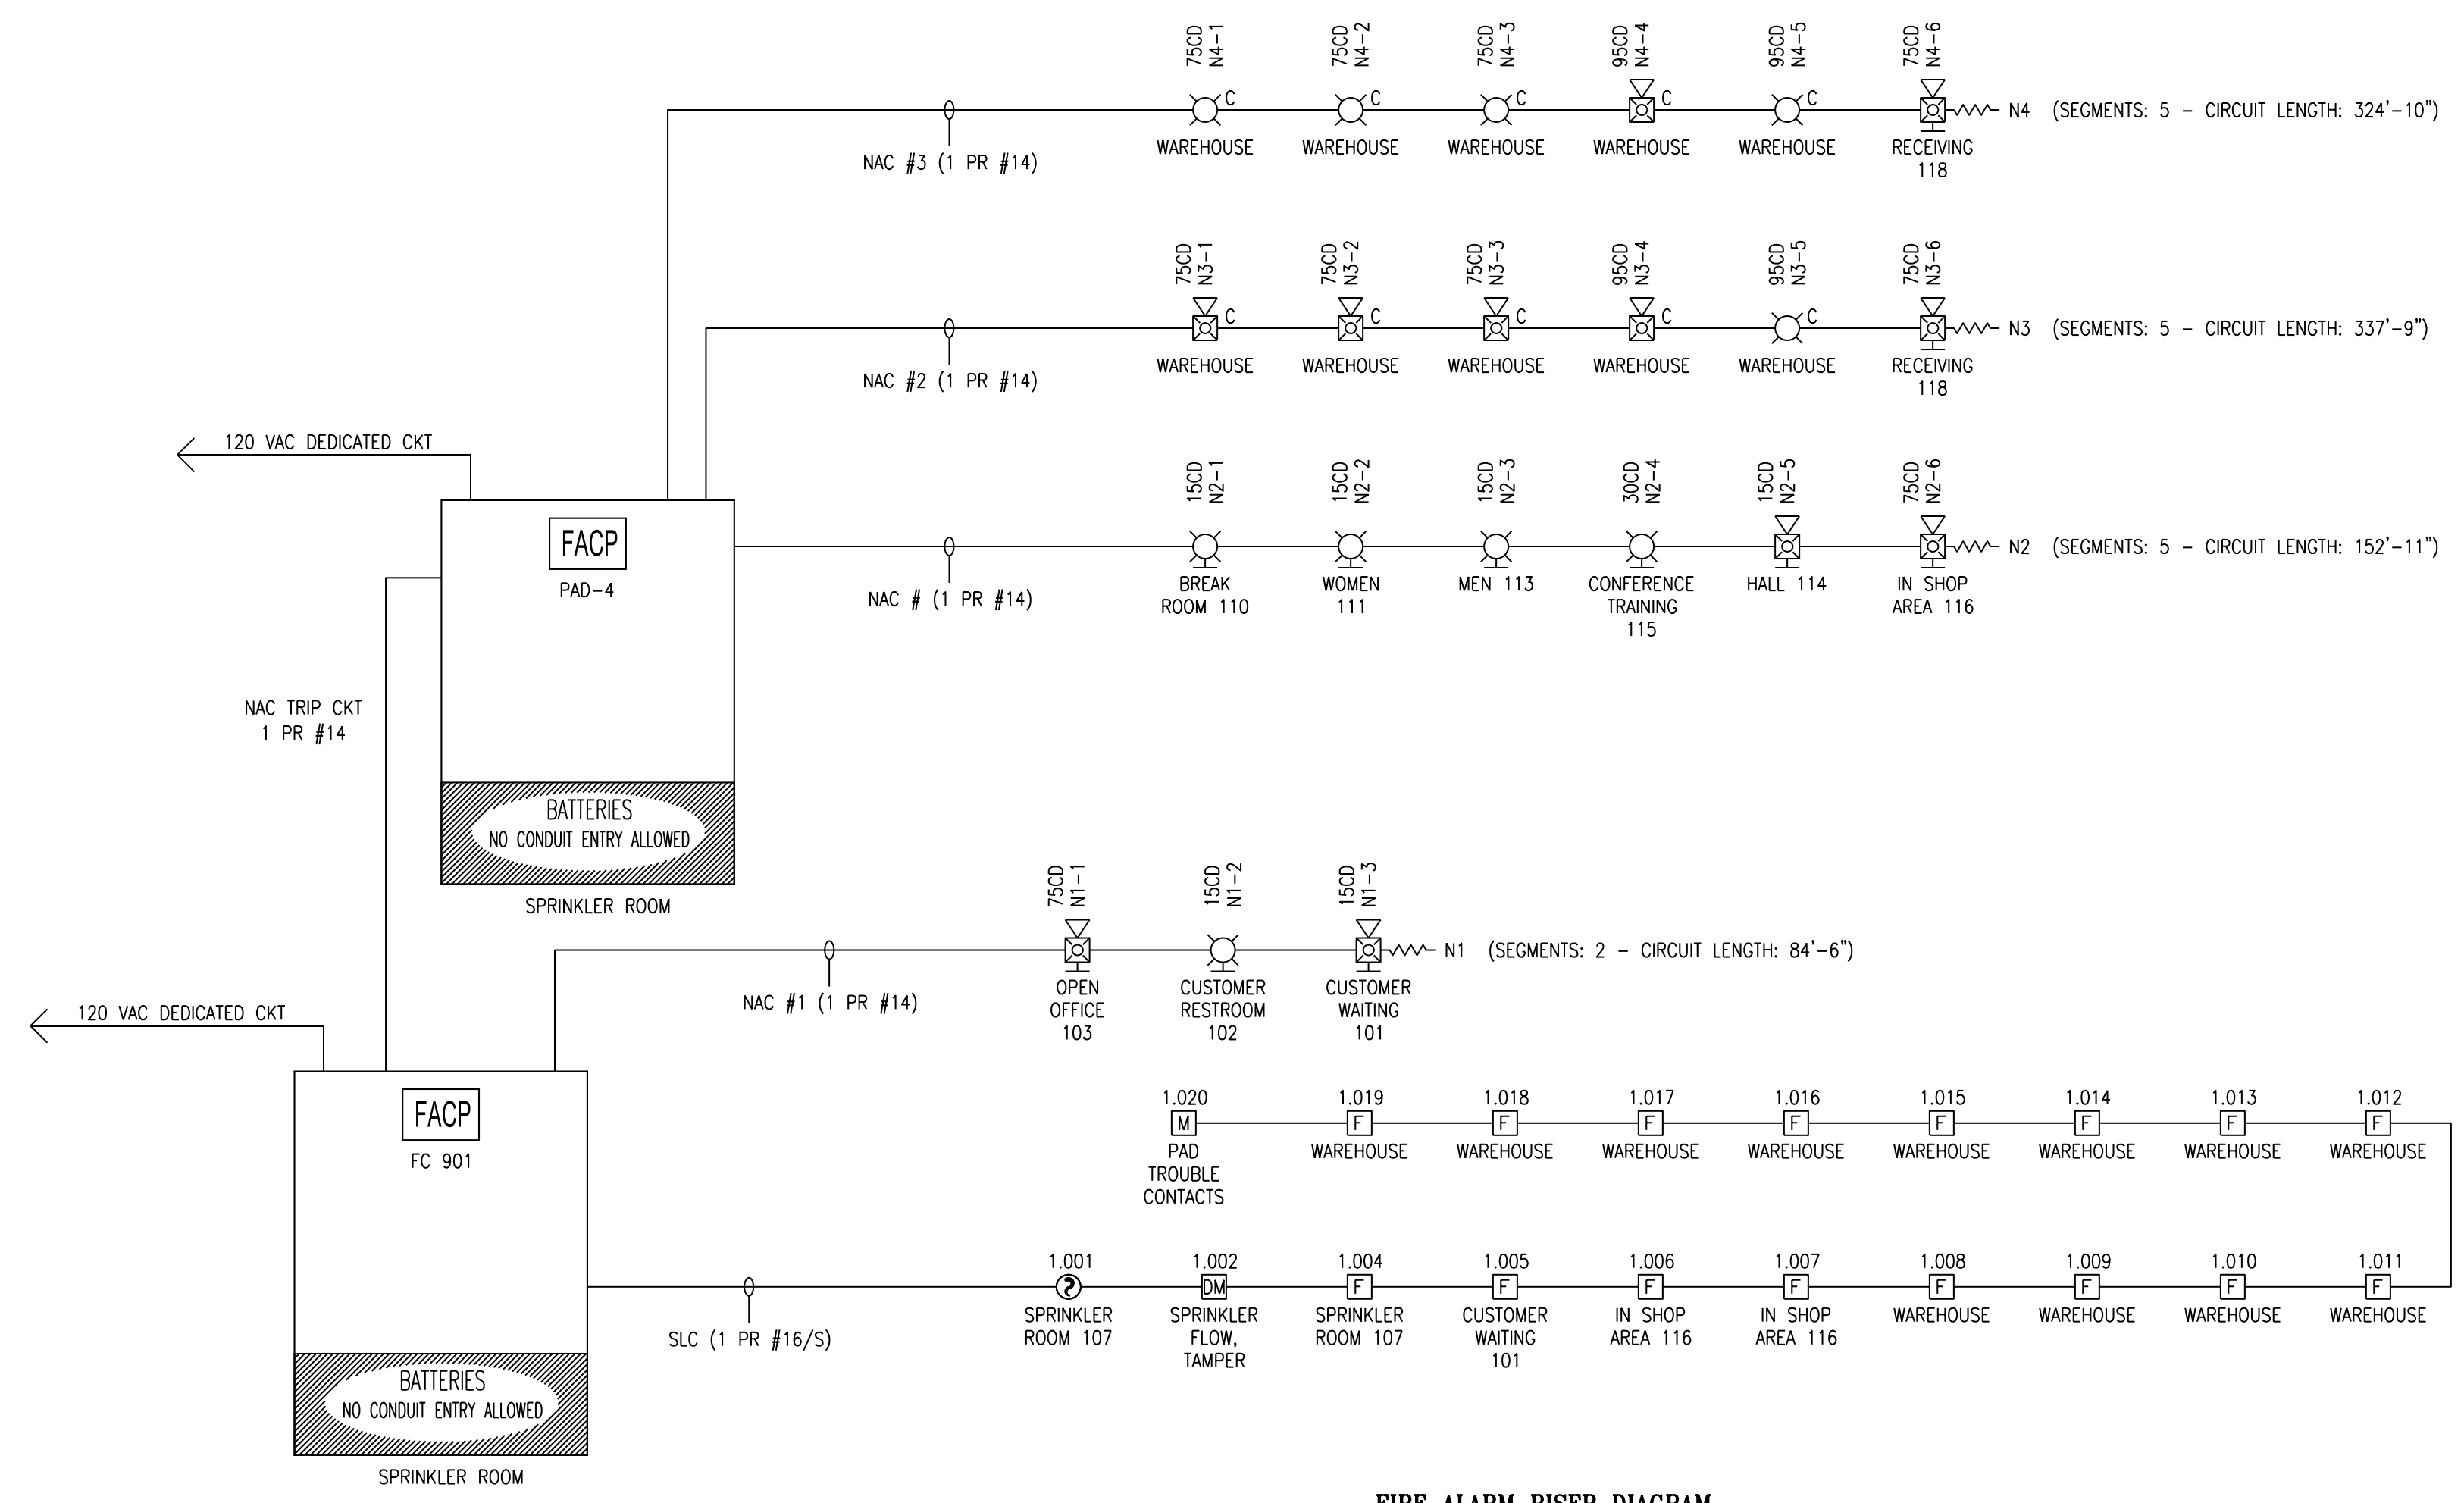 75CD
N4-1
75CD
N4-2
75CD
N4-3
95CD
N4-4
95CD
N4-5
75CD
N4-6
C
C
C
C
C
N4 (SEGMENTS: 5 - CIRCUIT LENGTH: 324'-10")
NAC #3 (1 PR #14)
WAREHOUSE
WAREHOUSE
WAREHOUSE
WAREHOUSE
WAREHOUSE
RECEIVING
118
75CD
N3-1
75CD
N3-2
75CD
N3-3
95CD
N3-4
95CD
N3-5
75CD
N3-6
C
C
C
C
C
N3 (SEGMENTS: 5 - CIRCUIT LENGTH: 337'-9")
NAC #2 (1 PR #14)
WAREHOUSE
WAREHOUSE
WAREHOUSE
WAREHOUSE
WAREHOUSE
RECEIVING
118
120 VAC DEDICATED CKT
15CD
N2-1
15CD
N2-2
15CD
N2-3
30CD
N2-4
15CD
N2-5
75CD
N2-6
N2 (SEGMENTS: 5 - CIRCUIT LENGTH: 152'-11")
FACP
PAD-4
NAC # (1 PR #14)
BREAK
ROOM 110
WOMEN
111
MEN 113
CONFERENCE
TRAINING
115
HALL 114
IN SHOP
AREA 116
NAC TRIP CKT
1 PR #14
BATTERIES
NO CONDUIT ENTRY ALLOWED
SPRINKLER ROOM
75CD
N1-1
15CD
N1-2
15CD
N1-3
N1 (SEGMENTS: 2 - CIRCUIT LENGTH: 84'-6")
NAC #1 (1 PR #14)
OPEN
OFFICE
103
CUSTOMER
RESTROOM
102
CUSTOMER
WAITING
101
120 VAC DEDICATED CKT
FACP
FC 901
1.020
1.019
1.018
1.017
1.016
1.015
1.014
1.013
1.012
M
F
F
F
F
F
F
F
F
PAD
TROUBLE
CONTACTS
WAREHOUSE
WAREHOUSE
WAREHOUSE
WAREHOUSE
WAREHOUSE
WAREHOUSE
WAREHOUSE
WAREHOUSE
1.001
1.002
1.004
1.005
1.006
1.007
1.008
1.009
1.010
1.011
DM
F
F
F
F
F
F
F
F
SLC (1 PR #16/S)
SPRINKLER
ROOM 107
SPRINKLER
FLOW,
TAMPER
SPRINKLER
ROOM 107
CUSTOMER
WAITING
101
IN SHOP
AREA 116
IN SHOP
AREA 116
WAREHOUSE
WAREHOUSE
WAREHOUSE
WAREHOUSE
BATTERIES
NO CONDUIT ENTRY ALLOWED
SPRINKLER ROOM
FIRE ALARM RISER DIAGRAM